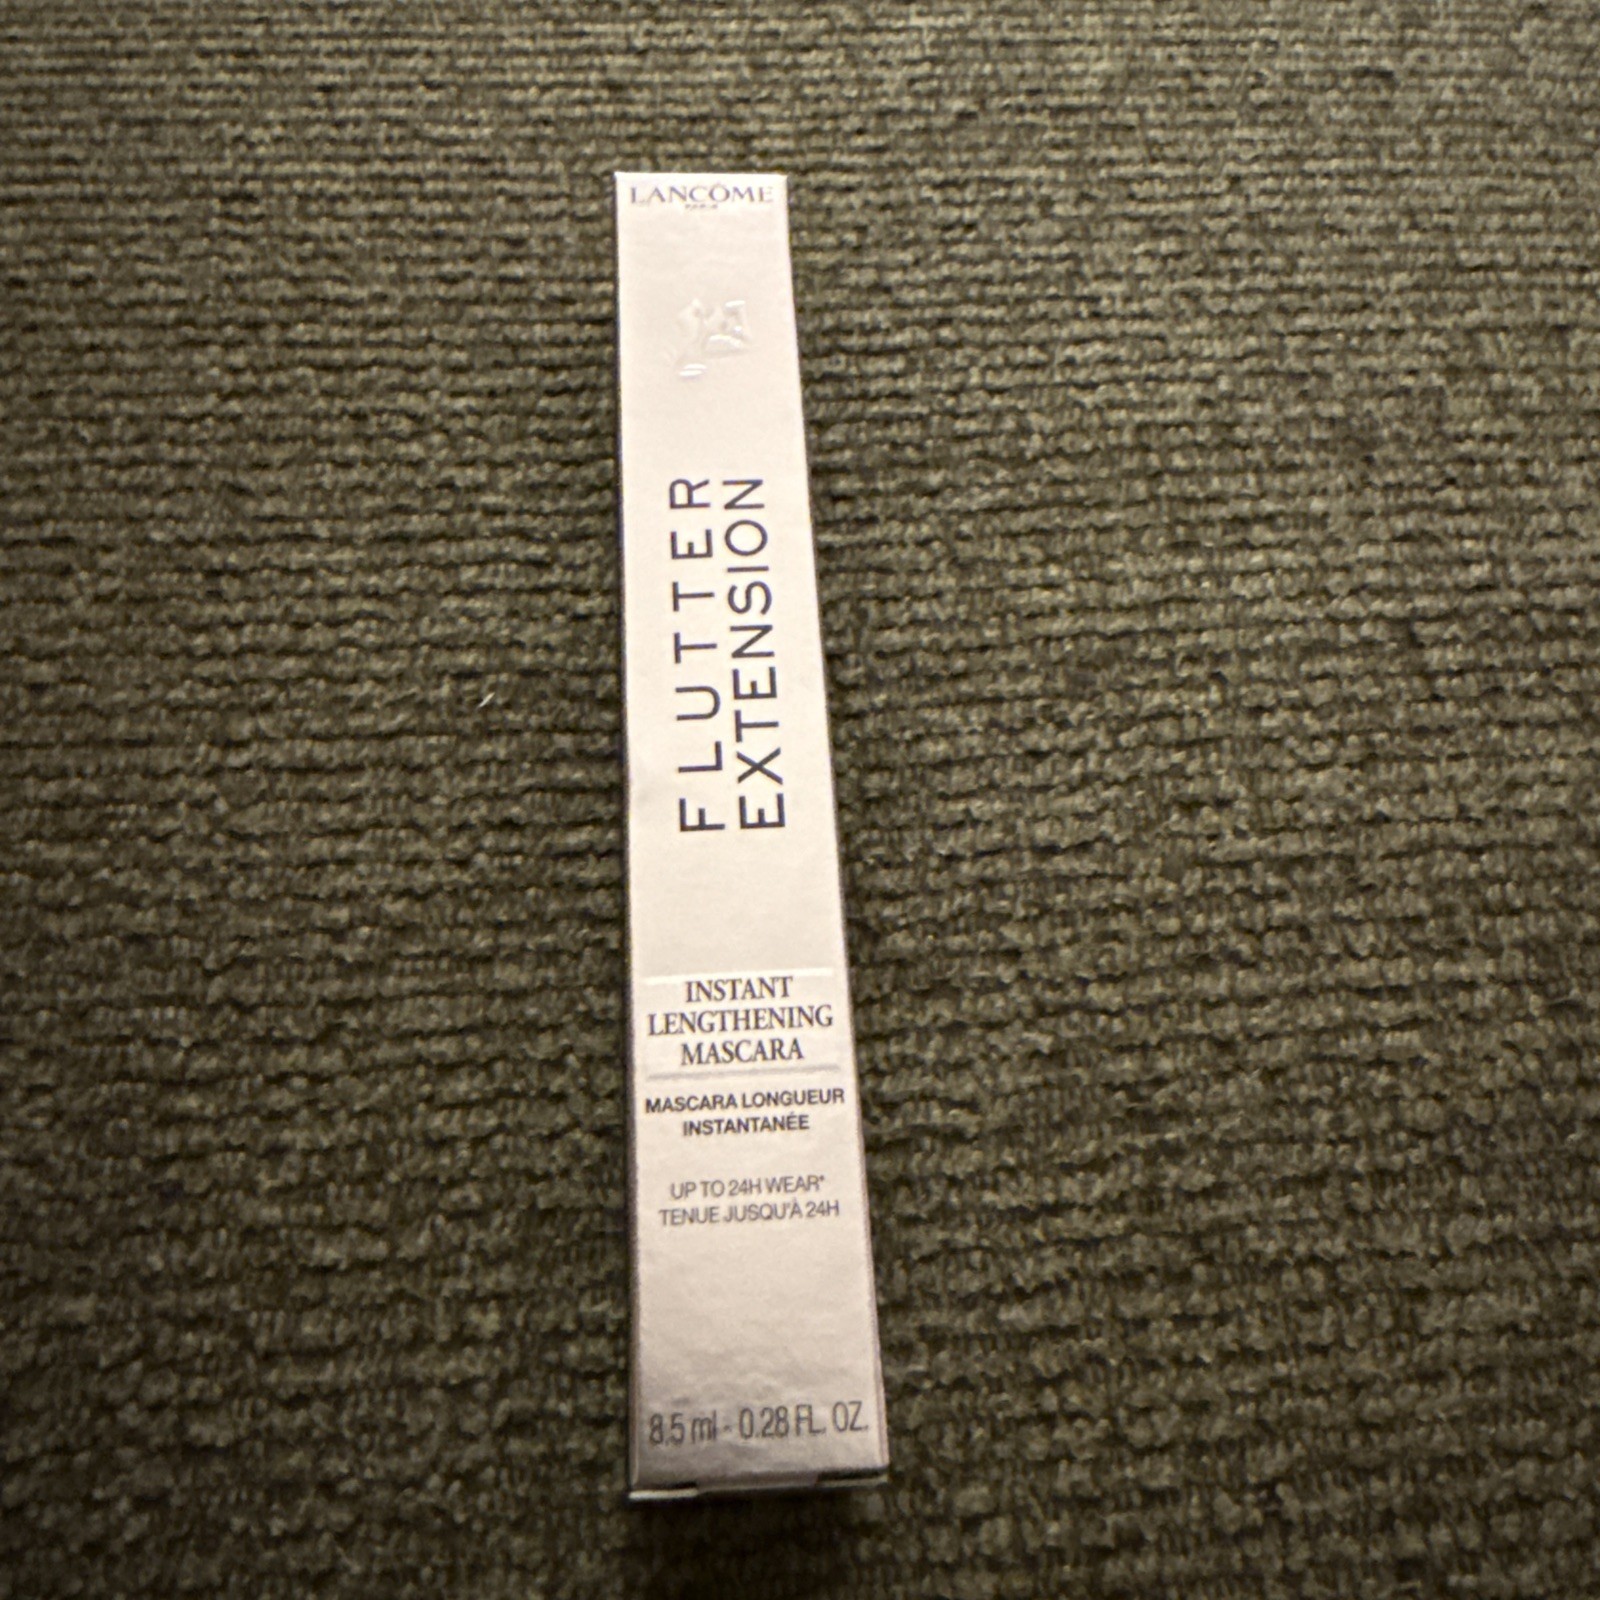 LANCÔME
PARIS
FLUTTER
EXTENSION
INSTANT
LENGTHENING
MASCARA
MASCARA LONGUEUR
INSTANTANÉE
UP TO 24H WEAR*
TENUE JUSQU'À 24H
8.5 ml - 0.28 FL. OZ.